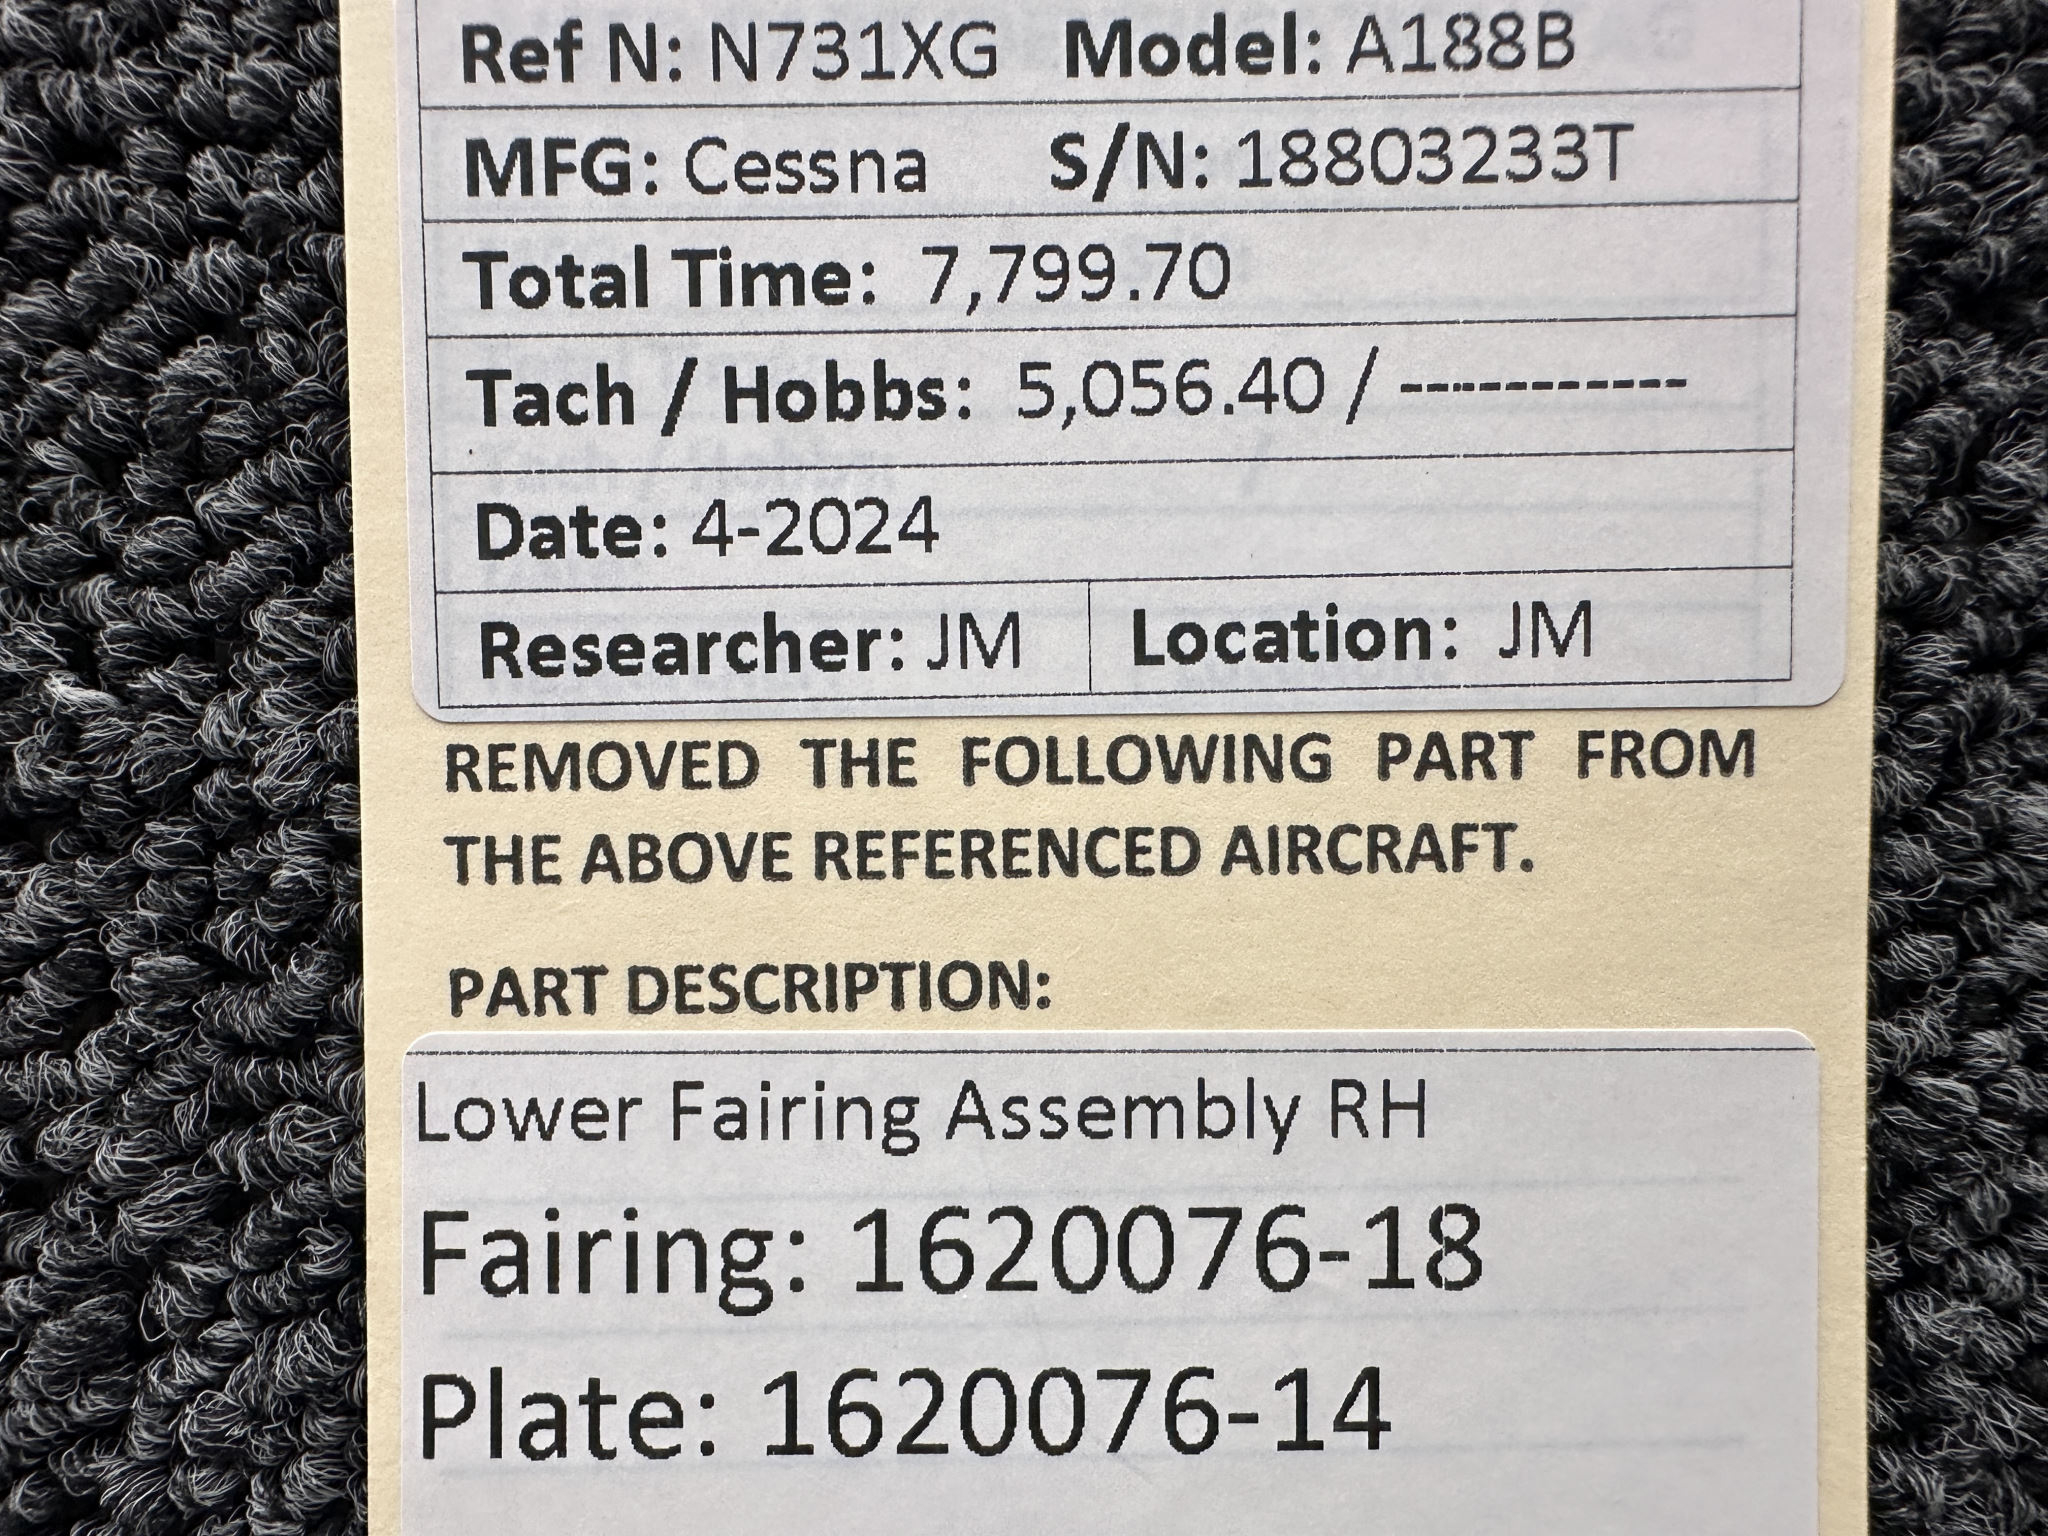 Ref N: N731XG Model: A188B
MFG: Cessna S/N: 18803233T
Total Time: 7,799.70
Tach / Hobbs: 5,056.40 / ------------
Date: 4-2024
Researcher: JM Location: JM
REMOVED THE FOLLOWING PART FROM
THE ABOVE REFERENCED AIRCRAFT.
PART DESCRIPTION:
Lower Fairing Assembly RH
Fairing: 1620076-18
Plate: 1620076-14